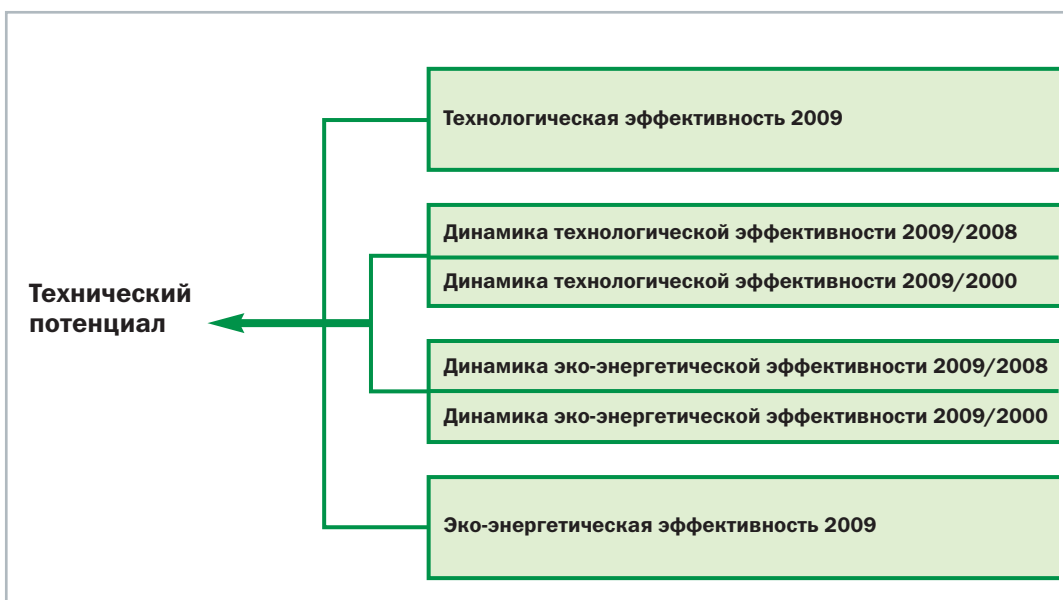 Технологическая эффективность 2009
Динамика технологической эффективности 2009/2008
Динамика технологической эффективности 2009/2000
Технический
потенциал
Динамика эко-энергетической эффективности 2009/2008
Динамика эко-энергетической эффективности 2009/2000
Эко-энергетическая эффективность 2009